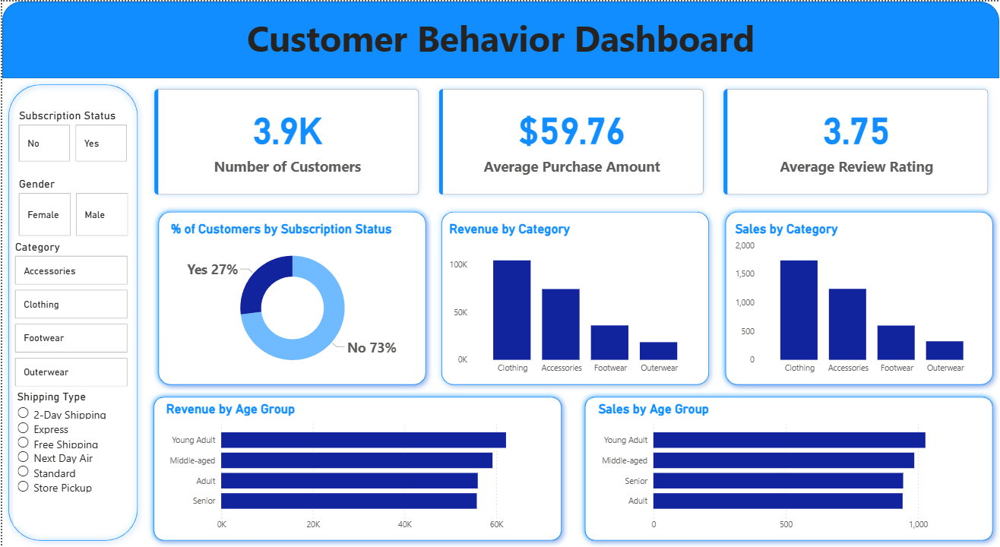 Customer Behavior Dashboard
Subscription Status
No
Yes
Gender
Female
Male
Category
Accessories
Clothing
Footwear
Outerwear
Shipping Type
2-Day Shipping
Express
Free Shipping
Next Day Air
Standard
Store Pickup
3.9K
Number of Customers
$59.76
Average Purchase Amount
3.75
Average Review Rating
% of Customers by Subscription Status
Yes 27%
No 73%
Revenue by Category
100K
50K
0K
Clothing Accessories Footwear Outerwear
Sales by Category
2,000
1,500
1,000
500
0
Clothing Accessories Footwear Outerwear
Revenue by Age Group
Young Adult
Middle-aged
Adult
Senior
0K 20K 40K 60K
Sales by Age Group
Young Adult
Middle-aged
Senior
Adult
0 500 1,000